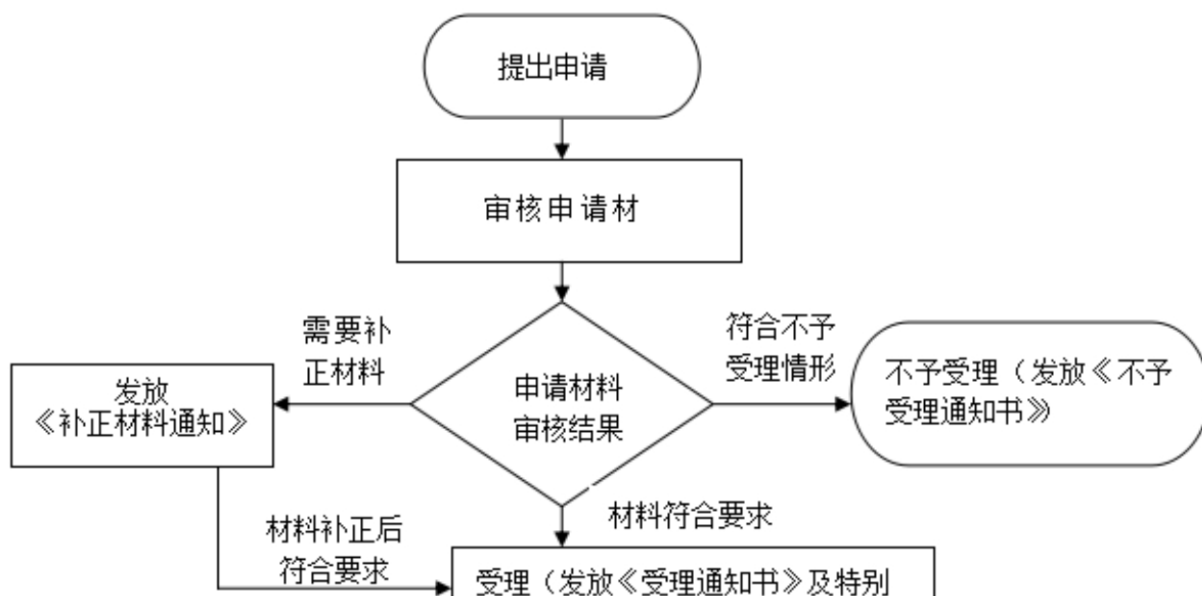 提出申请
审核申请材
需要补
正材料
符合不予
受理情形
发放
《补正材料通知》
申请材料
审核结果
不予受理（发放《不予
受理通知书》）
材料补正后
符合要求
材料符合要求
受理（发放《受理通知书》及特别